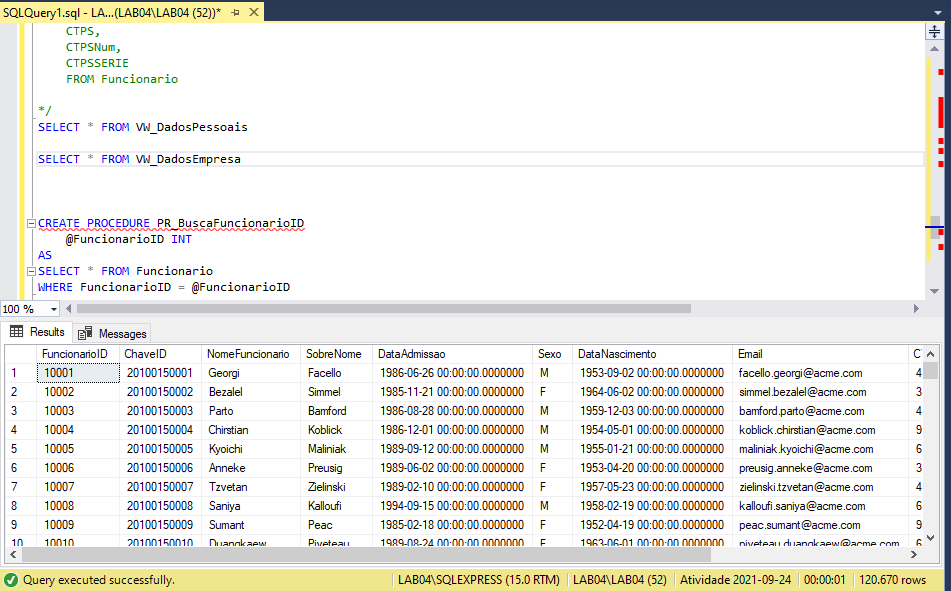 SQLQuery1.sql - LA...(LAB04\LAB04 (52))*
CTPS,
CTPSNum,
CTPSSERIE
FROM Funcionario
*/
SELECT * FROM VW_DadosPessoais
SELECT * FROM VW_DadosEmpresa
CREATE PROCEDURE PR_BuscaFuncionarioID
@FuncionarioID INT
AS
SELECT * FROM Funcionario
WHERE FuncionarioID = @FuncionarioID
100 %
Results Messages
FuncionarioID ChaveID NomeFuncionario SobreNome DataAdmissao Sexo DataNascimento Email
1 10001 20100150001 Georgi Facello 1986-06-26 00:00:00.0000000 M 1953-09-02 00:00:00.0000000 facello.georgi@acme.com 4
2 10002 20100150002 Bezalel Simmel 1985-11-21 00:00:00.0000000 F 1964-06-02 00:00:00.0000000 simmel.bezalel@acme.com 3
3 10003 20100150003 Parto Bamford 1986-08-28 00:00:00.0000000 M 1959-12-03 00:00:00.0000000 bamford.parto@acme.com 4
4 10004 20100150004 Chirstian Koblick 1986-12-01 00:00:00.0000000 M 1954-05-01 00:00:00.0000000 koblick.chirstian@acme.com 9
5 10005 20100150005 Kyoichi Maliniak 1989-09-12 00:00:00.0000000 M 1955-01-21 00:00:00.0000000 maliniak.kyoichi@acme.com 6
6 10006 20100150006 Anneke Preusig 1989-06-02 00:00:00.0000000 F 1953-04-20 00:00:00.0000000 preusig.anneke@acme.com 3
7 10007 20100150007 Tzvetan Zielinski 1989-02-10 00:00:00.0000000 F 1957-05-23 00:00:00.0000000 zielinski.tzvetan@acme.com 4
8 10008 20100150008 Saniya Kalloufi 1994-09-15 00:00:00.0000000 M 1958-02-19 00:00:00.0000000 kalloufi.saniya@acme.com 6
9 10009 20100150009 Sumant Peac 1985-02-18 00:00:00.0000000 F 1952-04-19 00:00:00.0000000 peac.sumant@acme.com 9
10 10010 20100150010 Duangkaew Piveteau 1989-08-24 00:00:00.0000000 F 1963-06-01 00:00:00.0000000 piveteau.duangkaew@acme.com 6
Query executed successfully. LAB04\SQLEXPRESS (15.0 RTM) LAB04\LAB04 (52) Atividade 2021-09-24 00:00:01 120.670 rows